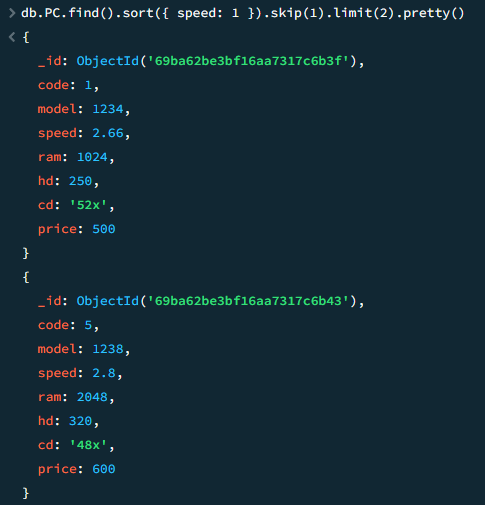 > db.PC.find().sort({ speed: 1 }).skip(1).limit(2).pretty()
< {
_id: ObjectId('69ba62be3bf16aa7317c6b3f'),
code: 1,
model: 1234,
speed: 2.66,
ram: 1024,
hd: 250,
cd: '52x',
price: 500
}
{
_id: ObjectId('69ba62be3bf16aa7317c6b43'),
code: 5,
model: 1238,
speed: 2.8,
ram: 2048,
hd: 320,
cd: '48x',
price: 600
}